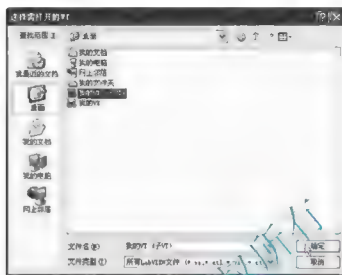 选择需打开的VI
查找范围
桌面
我的文档
我的电脑
网上邻居
我的文件夹
我的VI
我最近的文档
桌面
我的文档
我的电脑
网上邻居
文件名(N)
我的VI (子VI)
确定
文件类型(T)
所有LabVIEW文件
取消